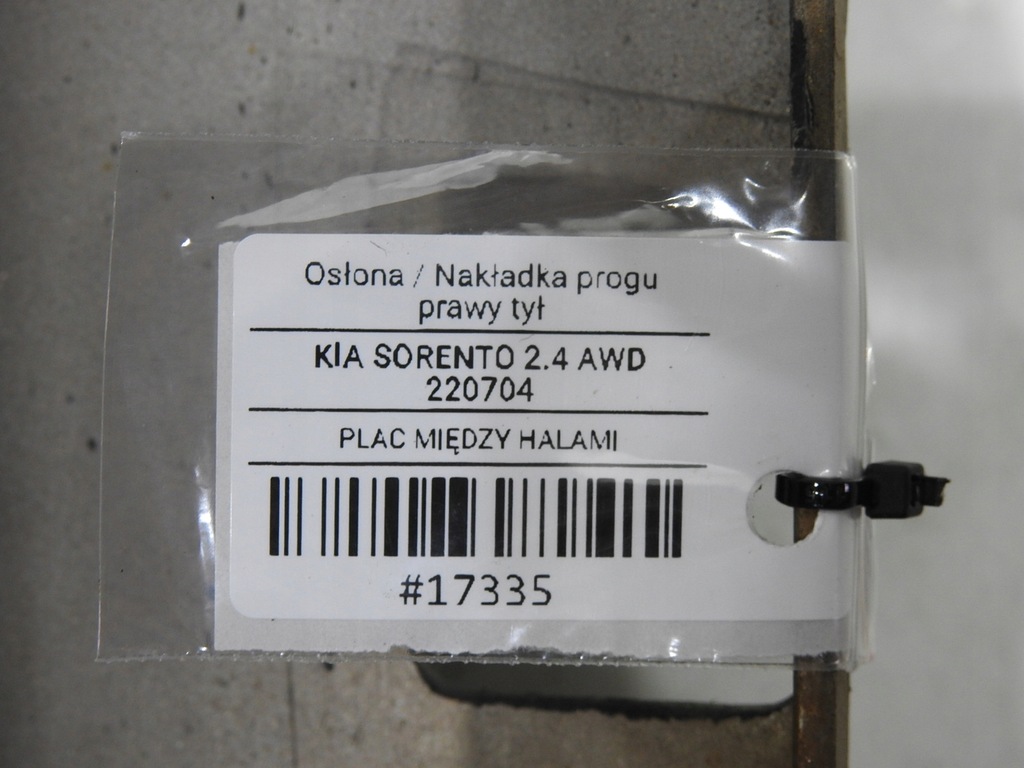 Osłona / Nakładka progu
prawy tył
KIA SORENTO 2.4 AWD
220704
PLAC MIĘDZY HALAMI
#17335